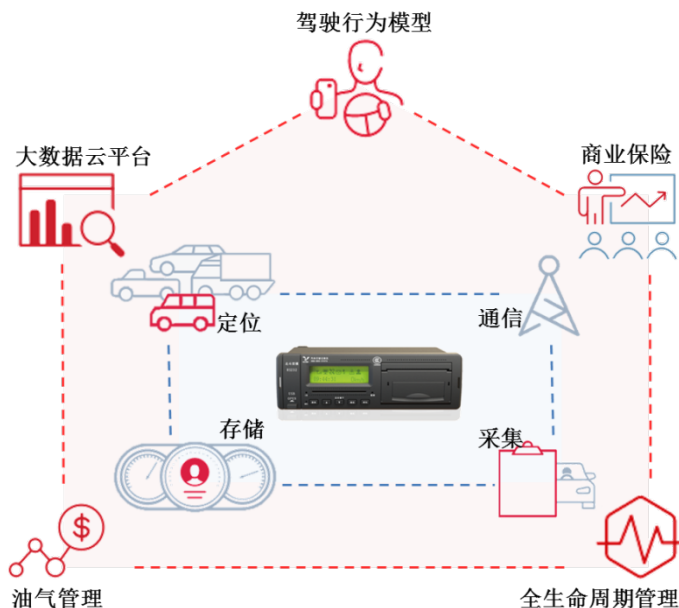 驾驶行为模型
大数据云平台
商业保险
定位
通信
存储
采集
$
油气管理
全生命周期管理